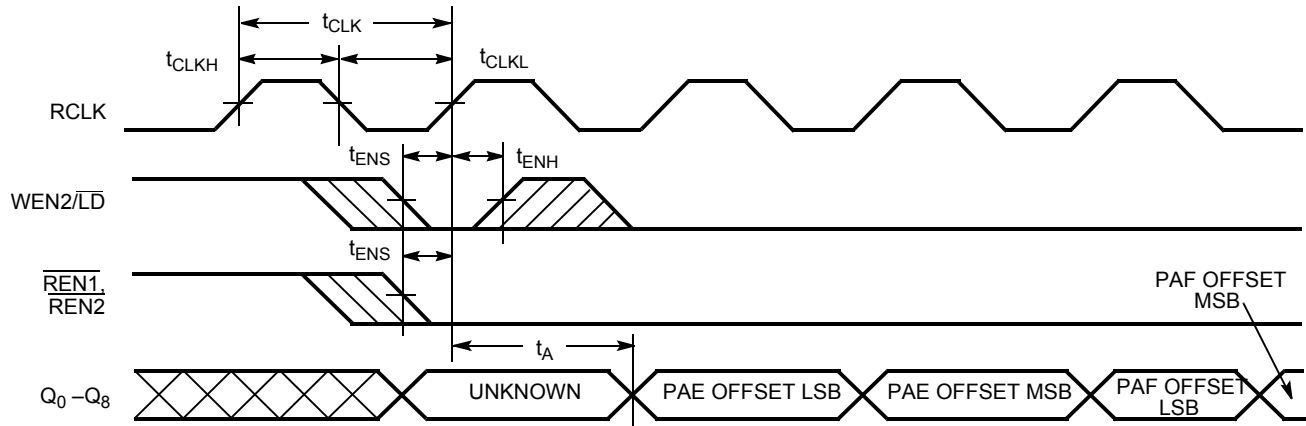 tCLK
tCLKH
tCLKL
RCLK
tENS
tENH
WEN2/LD
tENS
REN1,
REN2
PAF OFFSET
MSB
tA
Q0 –Q8
UNKNOWN
PAE OFFSET LSB
PAE OFFSET MSB
PAF OFFSET
LSB